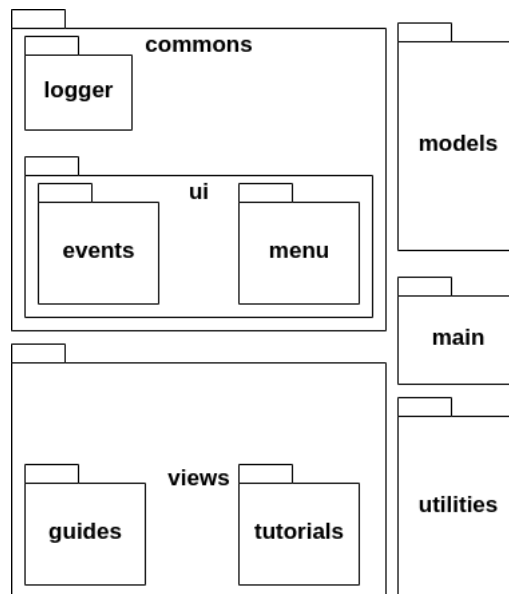 commons
logger
models
ui
events
menu
main
views
utilities
guides
tutorials